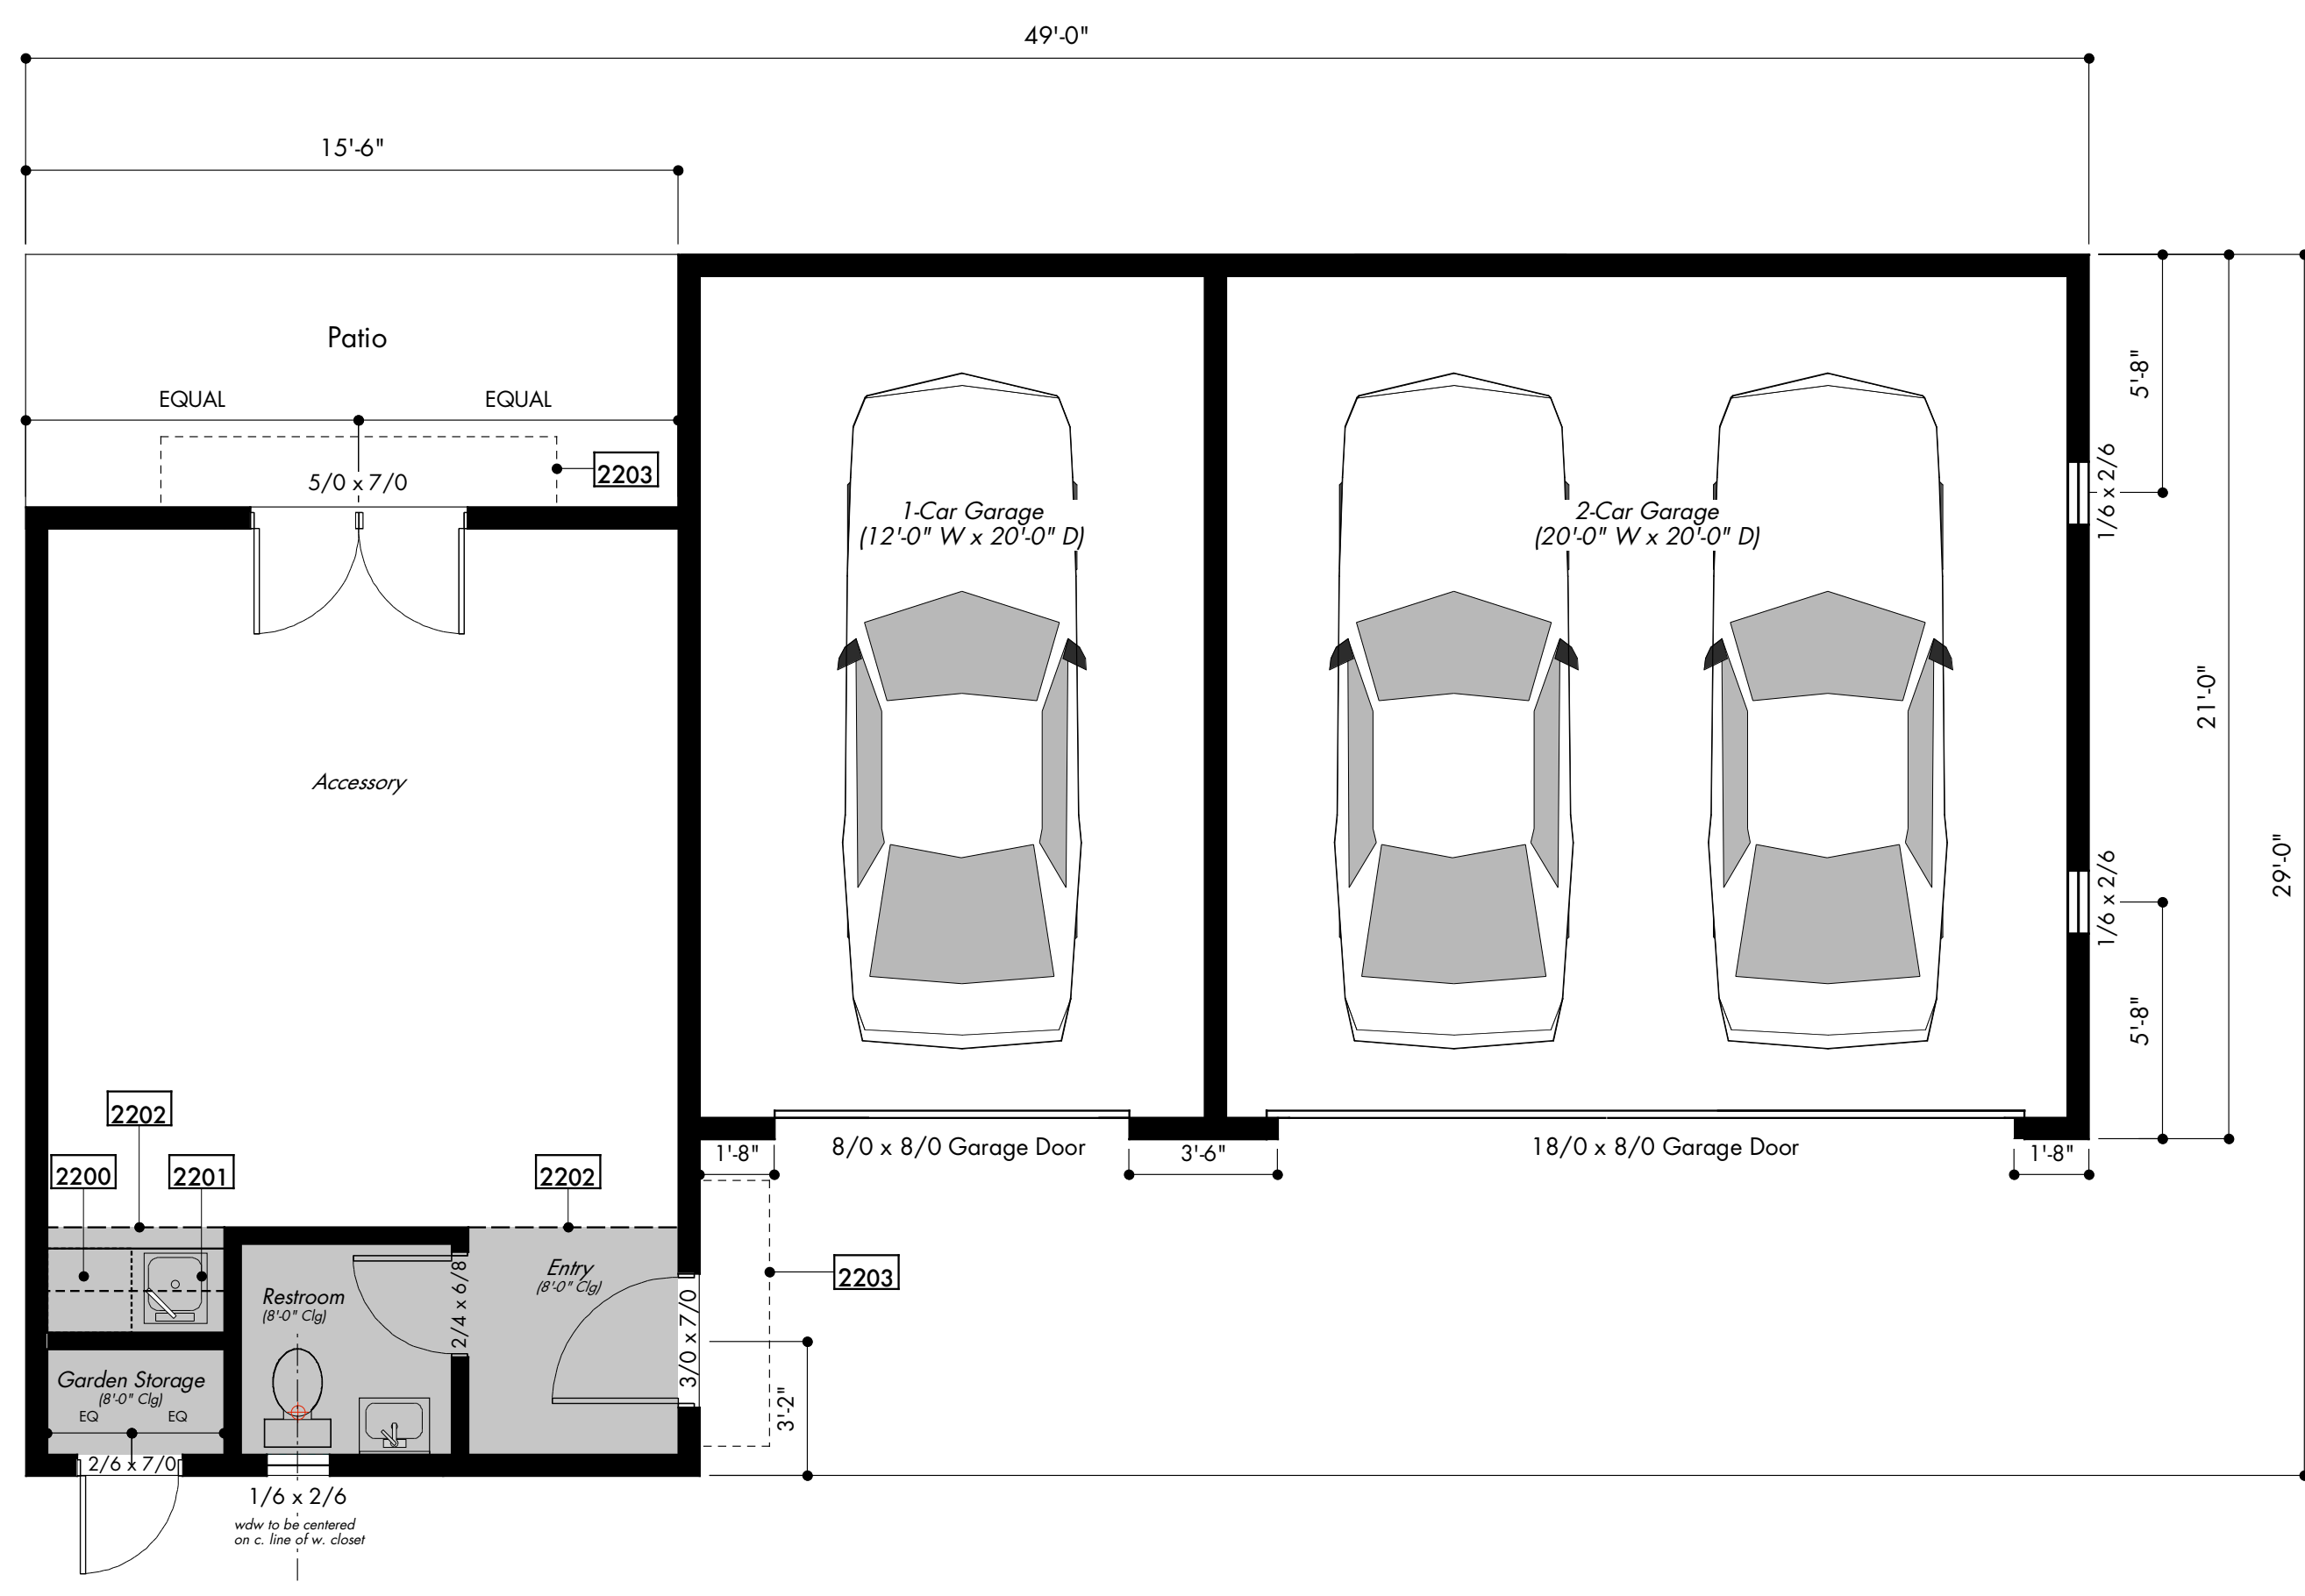 49'-0"
15'-6"
Patio
EQUAL
EQUAL
2203
5/0 x 7/0
5'-8"
1/6 x 2/6
1-Car Garage
(12'-0" W x 20'-0" D)
2-Car Garage
(20'-0" W x 20'-0" D)
21'-0"
Accessory
29'-0"
1/6 x 2/6
5'-8"
2202
1'-8"
8/0 x 8/0 Garage Door
3'-6"
18/0 x 8/0 Garage Door
1'-8"
2200
2201
2202
Entry
(8'-0" Clg)
2203
Restroom
(8'-0" Clg)
2/4 x 6/8
3/0 x 7/0
Garden Storage
(8'-0" Clg)
EQ
EQ
3'-2"
2/6 x 7/0
1/6 x 2/6
wdw to be centered
on c. line of w. closet